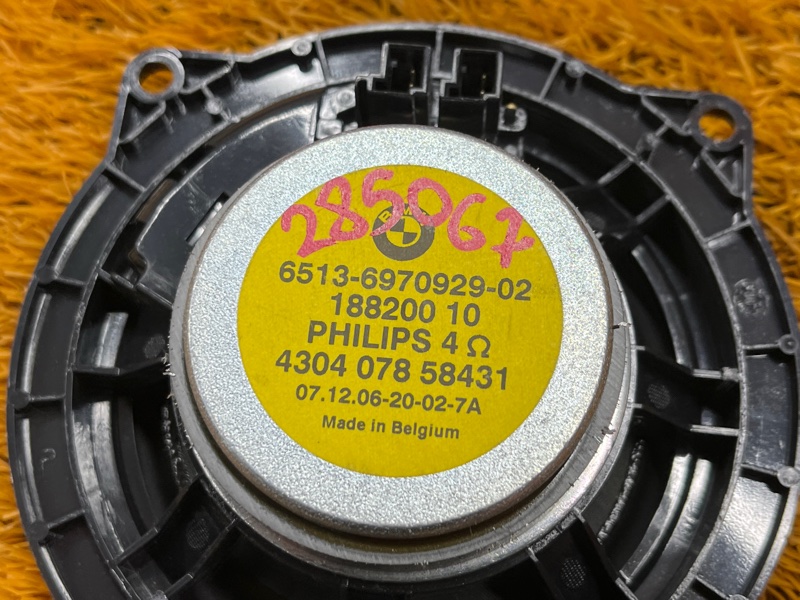 285067
BMW
6513-6970929-02
188200 10
PHILIPS 4 Ω
4304 078 58431
07.12.06-20-02-7A
Made in Belgium